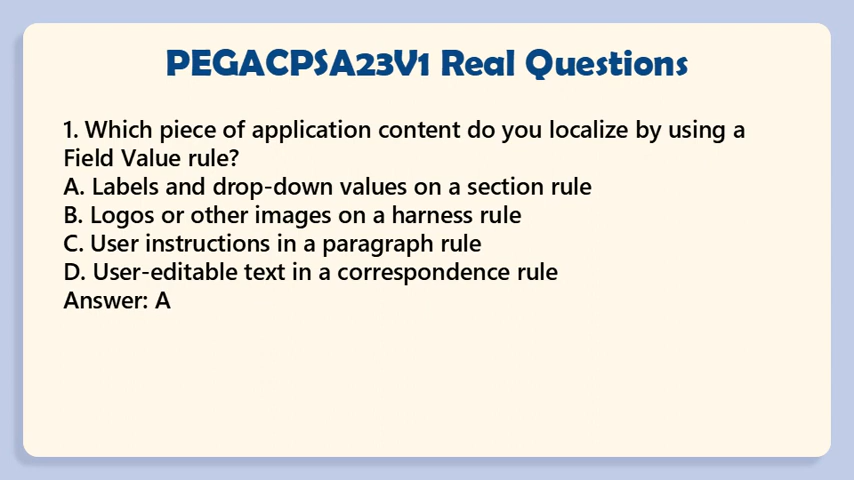 PEGACPSA23V1 Real Questions
1. Which piece of application content do you localize by using a
Field Value rule?
A. Labels and drop-down values on a section rule
B. Logos or other images on a harness rule
C. User instructions in a paragraph rule
D. User-editable text in a correspondence rule
Answer: A